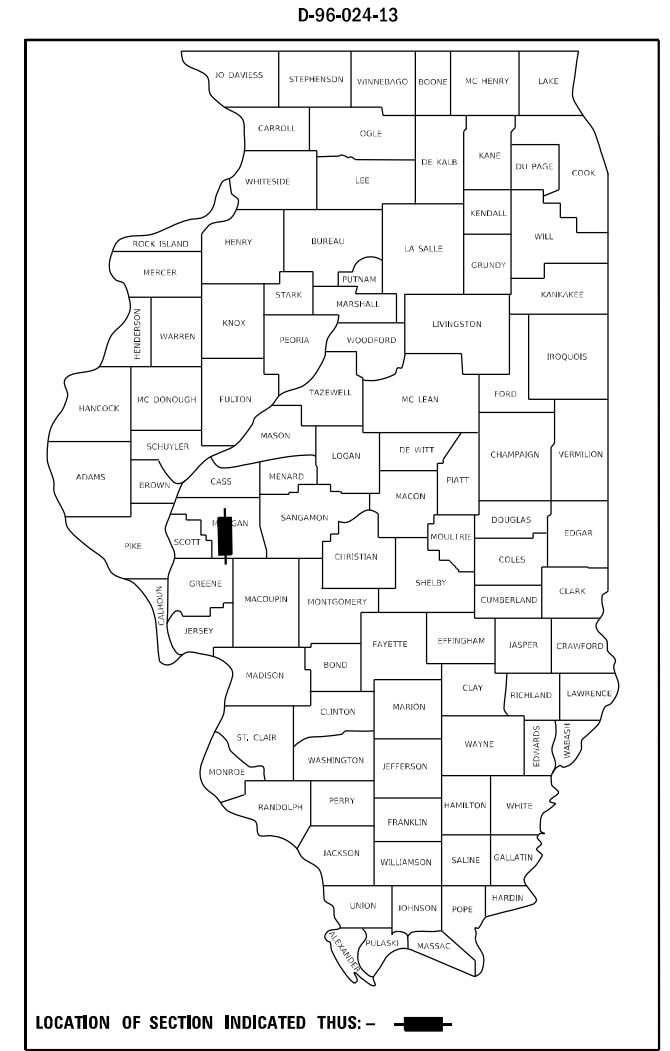 D-96-024-13
JO DAVIESS
STEPHENSON
WINNEBAGO
BOONE
MC HENRY
LAKE
CARROLL
OGLE
DE KALB
KANE
DU PAGE
COOK
WHITESIDE
LEE
KENDALL
WILL
ROCK ISLAND
HENRY
BUREAU
LA SALLE
GRUNDY
MERCER
PUTNAM
STARK
MARSHALL
KANKAKEE
HENDERSON
WARREN
KNOX
PEORIA
WOODFORD
LIVINGSTON
IROQUOIS
HANCOCK
MC DONOUGH
FULTON
TAZEWELL
MC LEAN
FORD
MASON
SCHUYLER
LOGAN
DE WITT
CHAMPAIGN
VERMILION
ADAMS
BROWN
CASS
MENARD
PIATT
MACON
MORGAN
SANGAMON
DOUGLAS
PIKE
SCOTT
CHRISTIAN
MOULTRIE
EDGAR
COLES
GREENE
SHELBY
CALHOUN
MACOUPIN
MONTGOMERY
CUMBERLAND
CLARK
JERSEY
FAYETTE
EFFINGHAM
JASPER
CRAWFORD
MADISON
BOND
CLAY
RICHLAND
LAWRENCE
CLINTON
MARION
ST. CLAIR
WAYNE
EDWARDS
WABASH
MONROE
WASHINGTON
JEFFERSON
RANDOLPH
PERRY
HAMILTON
WHITE
FRANKLIN
JACKSON
WILLIAMSON
SALINE
GALLATIN
UNION
JOHNSON
POPE
HARDIN
ALEXANDER
PULASKI
MASSAC
LOCATION OF SECTION INDICATED THUS: –